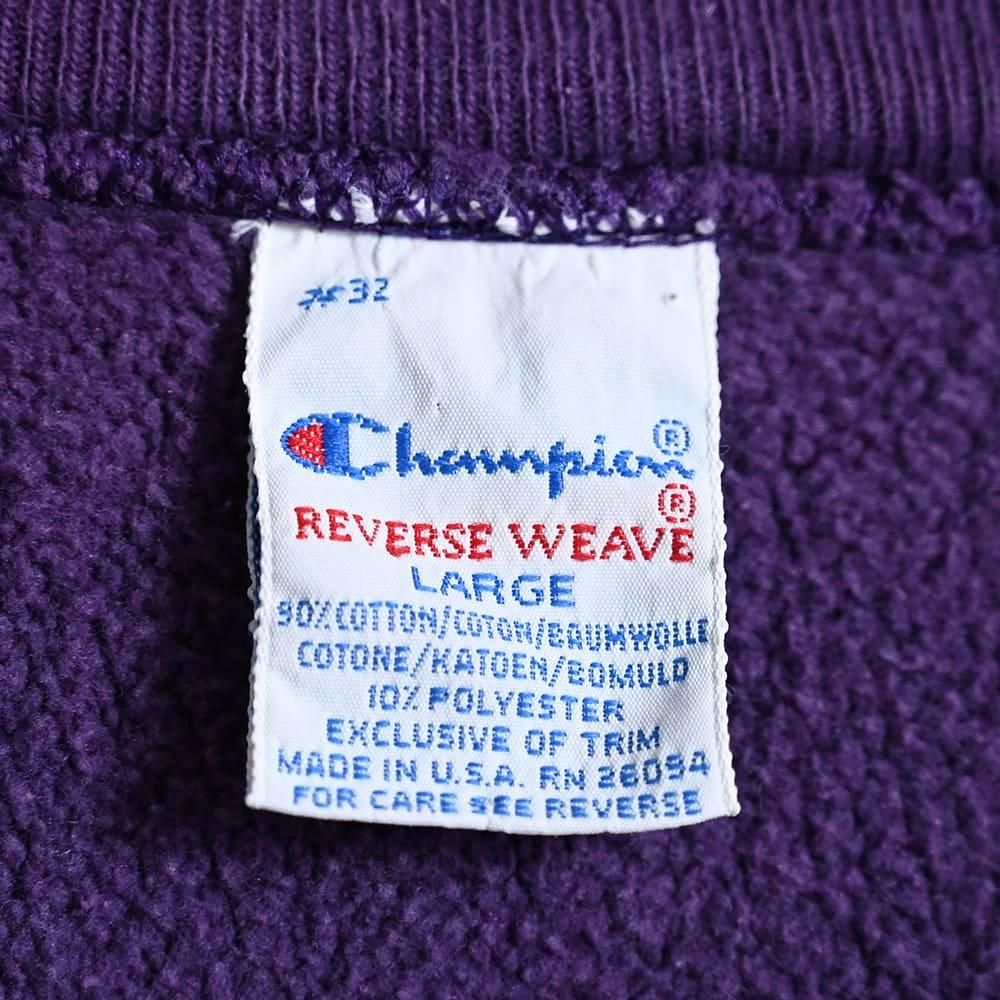 #32
Champion®
REVERSE WEAVE®
LARGE
90% COTTON/COTON/BAUMWOLLE
COTONE/KATOEN/BOMULD
10% POLYESTER
EXCLUSIVE OF TRIM
MADE IN U.S.A. RN 26094
FOR CARE SEE REVERSE